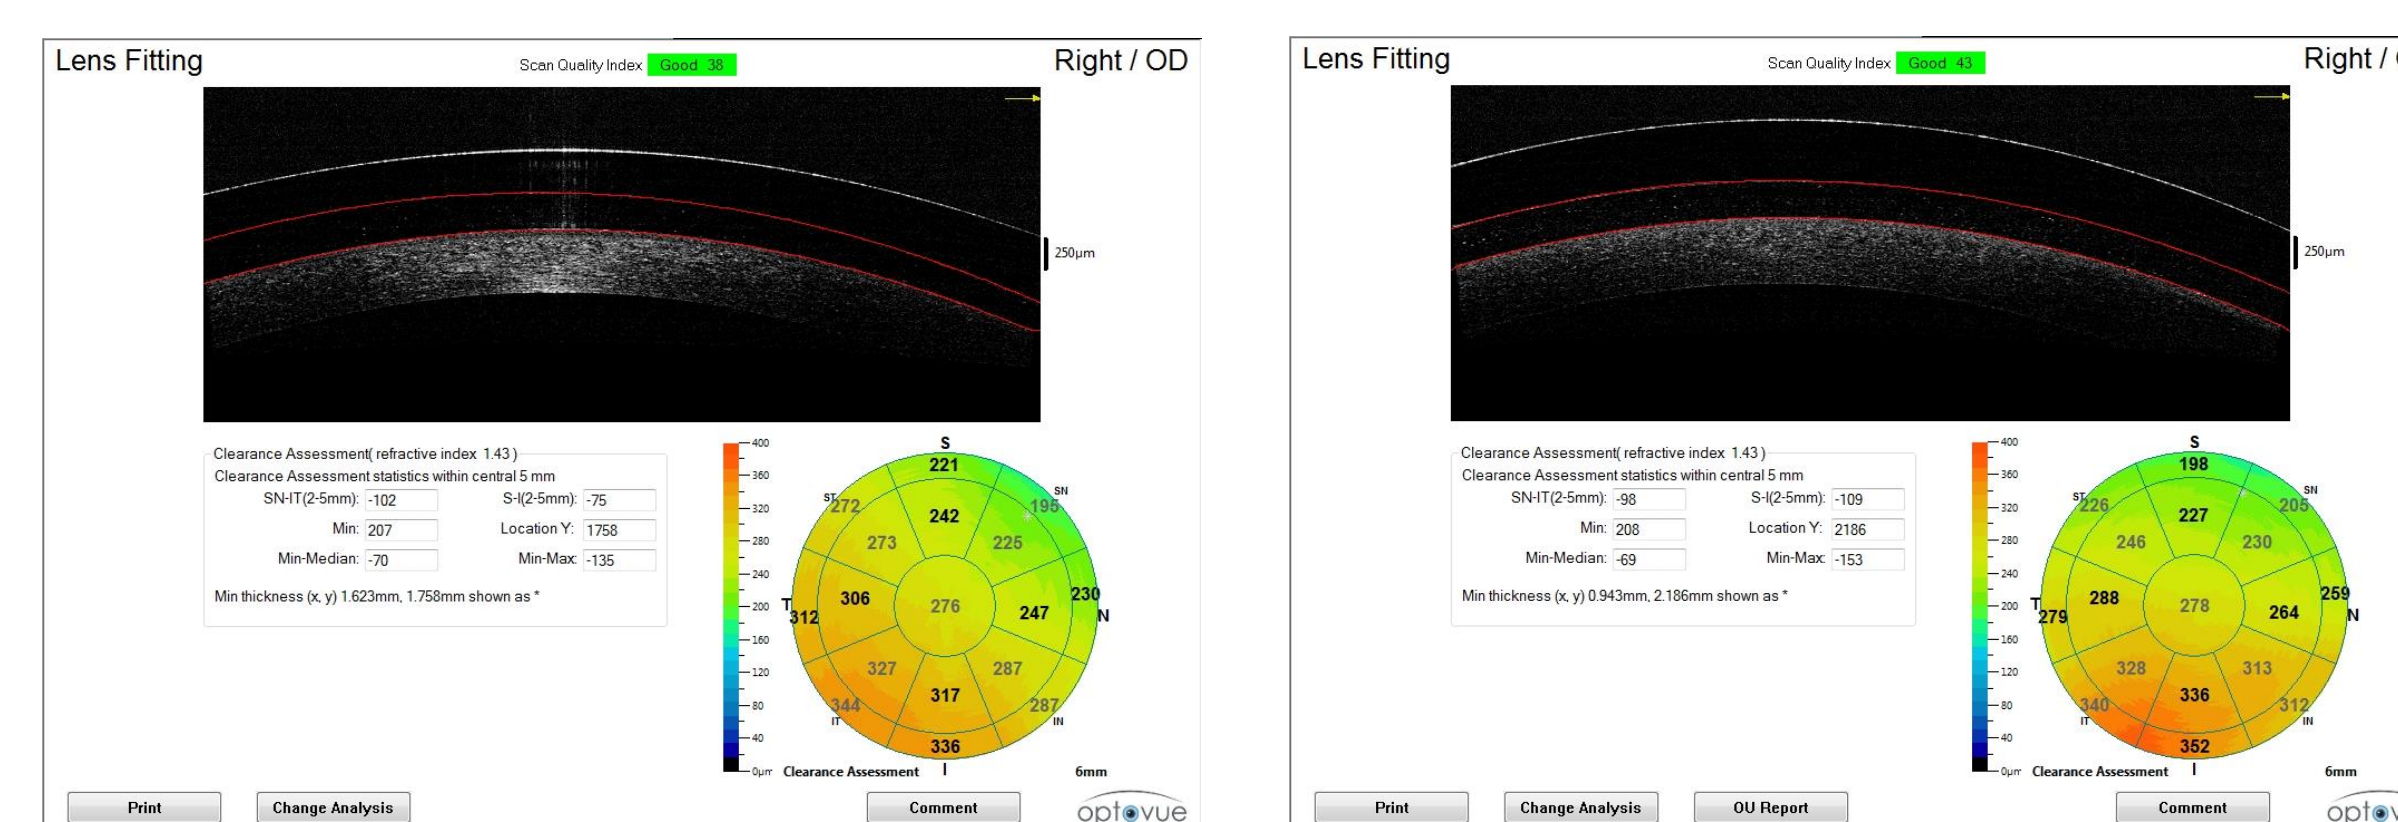 Lens Fitting
Scan Quality Index Good 38
Right / OD
250µm
Clearance Assessment( refractive index 1.43 )
Clearance Assessment statistics within central 5 mm
SN-IT(2-5mm): -102 S-I(2-5mm): -75
Min: 207 Location Y: 1758
Min-Median: -70 Min-Max: -135
Min thickness (x, y) 1.623mm, 1.758mm shown as *
400
360
320
280
240
200
160
120
80
40
0µm
S
221
ST
272
SN
195
242
273
225
T
312
306
276
247
230
N
327
287
317
344
IT
287
IN
336
Clearance Assessment
I
6mm
Print
Change Analysis
Comment
optovue
Lens Fitting
Scan Quality Index Good 43
Right /
250µm
Clearance Assessment( refractive index 1.43 )
Clearance Assessment statistics within central 5 mm
SN-IT(2-5mm): -98 S-I(2-5mm): -109
Min: 208 Location Y: 2186
Min-Median: -69 Min-Max: -153
Min thickness (x, y) 0.943mm, 2.186mm shown as *
400
360
320
280
240
200
160
120
80
40
0µm
S
198
ST
226
SN
205
227
246
230
T
279
288
278
264
259
N
328
313
336
340
IT
312
IN
352
Clearance Assessment
I
6mm
Print
Change Analysis
OU Report
Comment